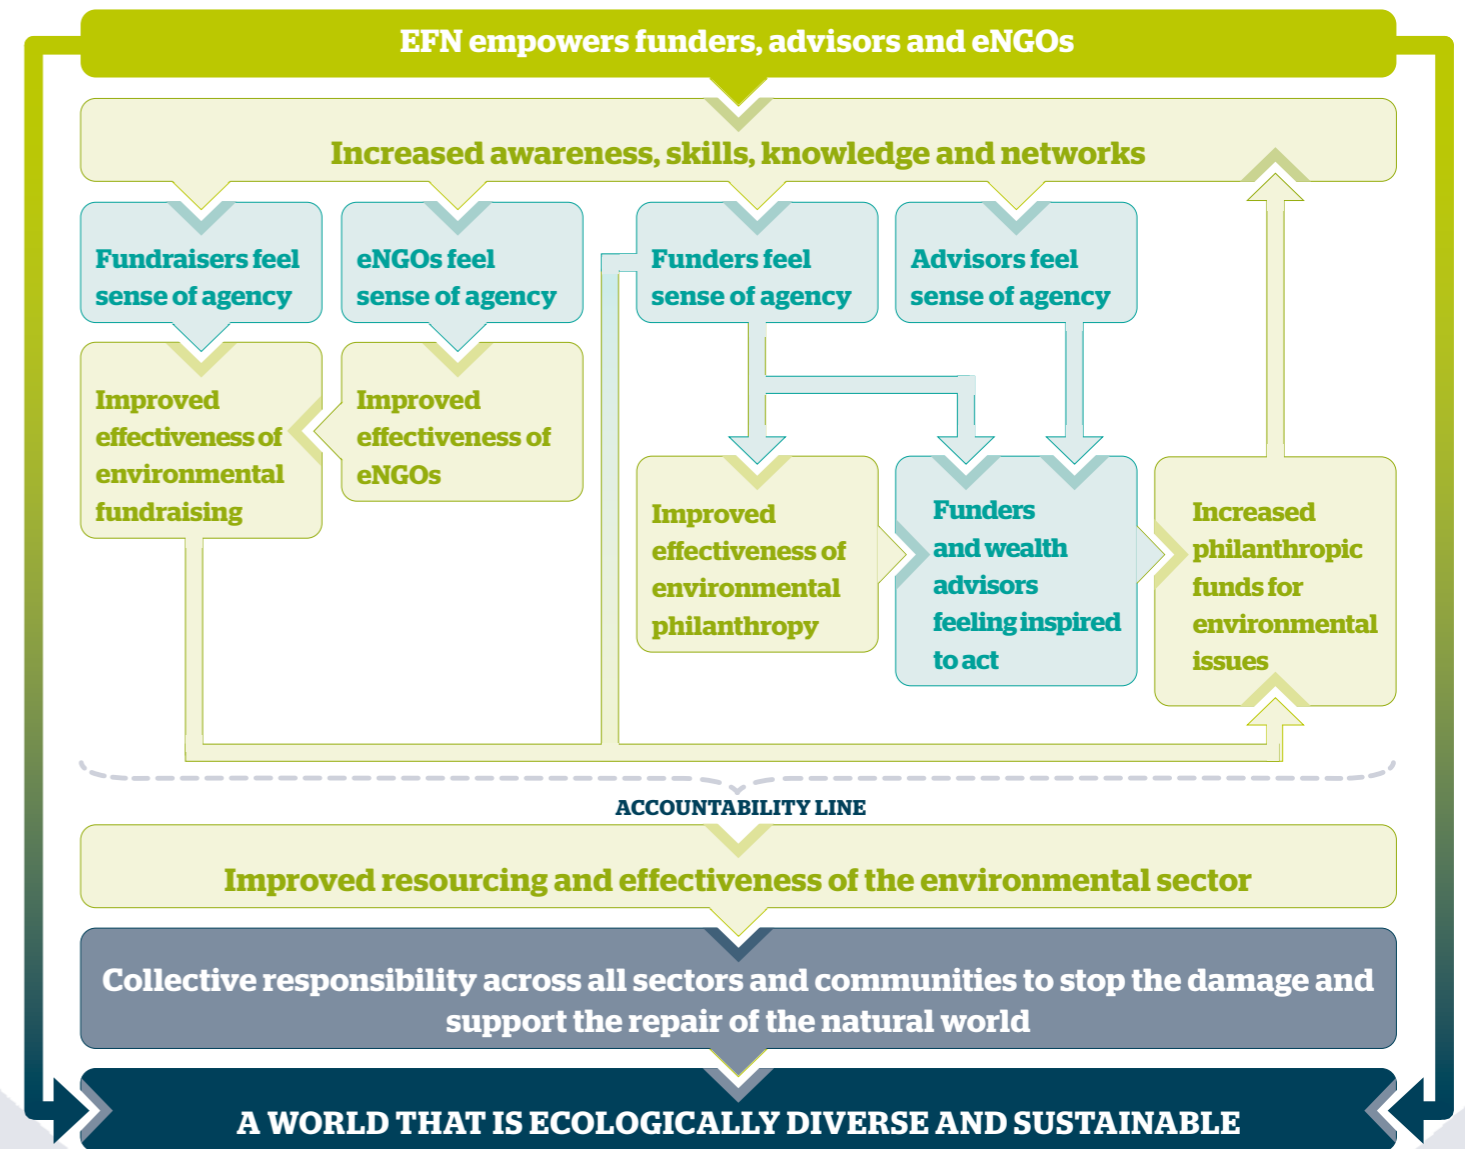 EFN empowers funders, advisors and eNGOs
Increased awareness, skills, knowledge and networks
Fundraisers feel
sense of agency
eNGOs feel
sense of agency
Funders feel
sense of agency
Advisors feel
sense of agency
Improved
effectiveness of
environmental
fundraising
Improved
effectiveness of
eNGOs
Improved
effectiveness of
environmental
philanthropy
Funders
and wealth
advisors
feeling inspired
to act
Increased
philanthropic
funds for
environmental
issues
ACCOUNTABILITY LINE
Improved resourcing and effectiveness of the environmental sector
Collective responsibility across all sectors and communities to stop the damage and
support the repair of the natural world
A WORLD THAT IS ECOLOGICALLY DIVERSE AND SUSTAINABLE